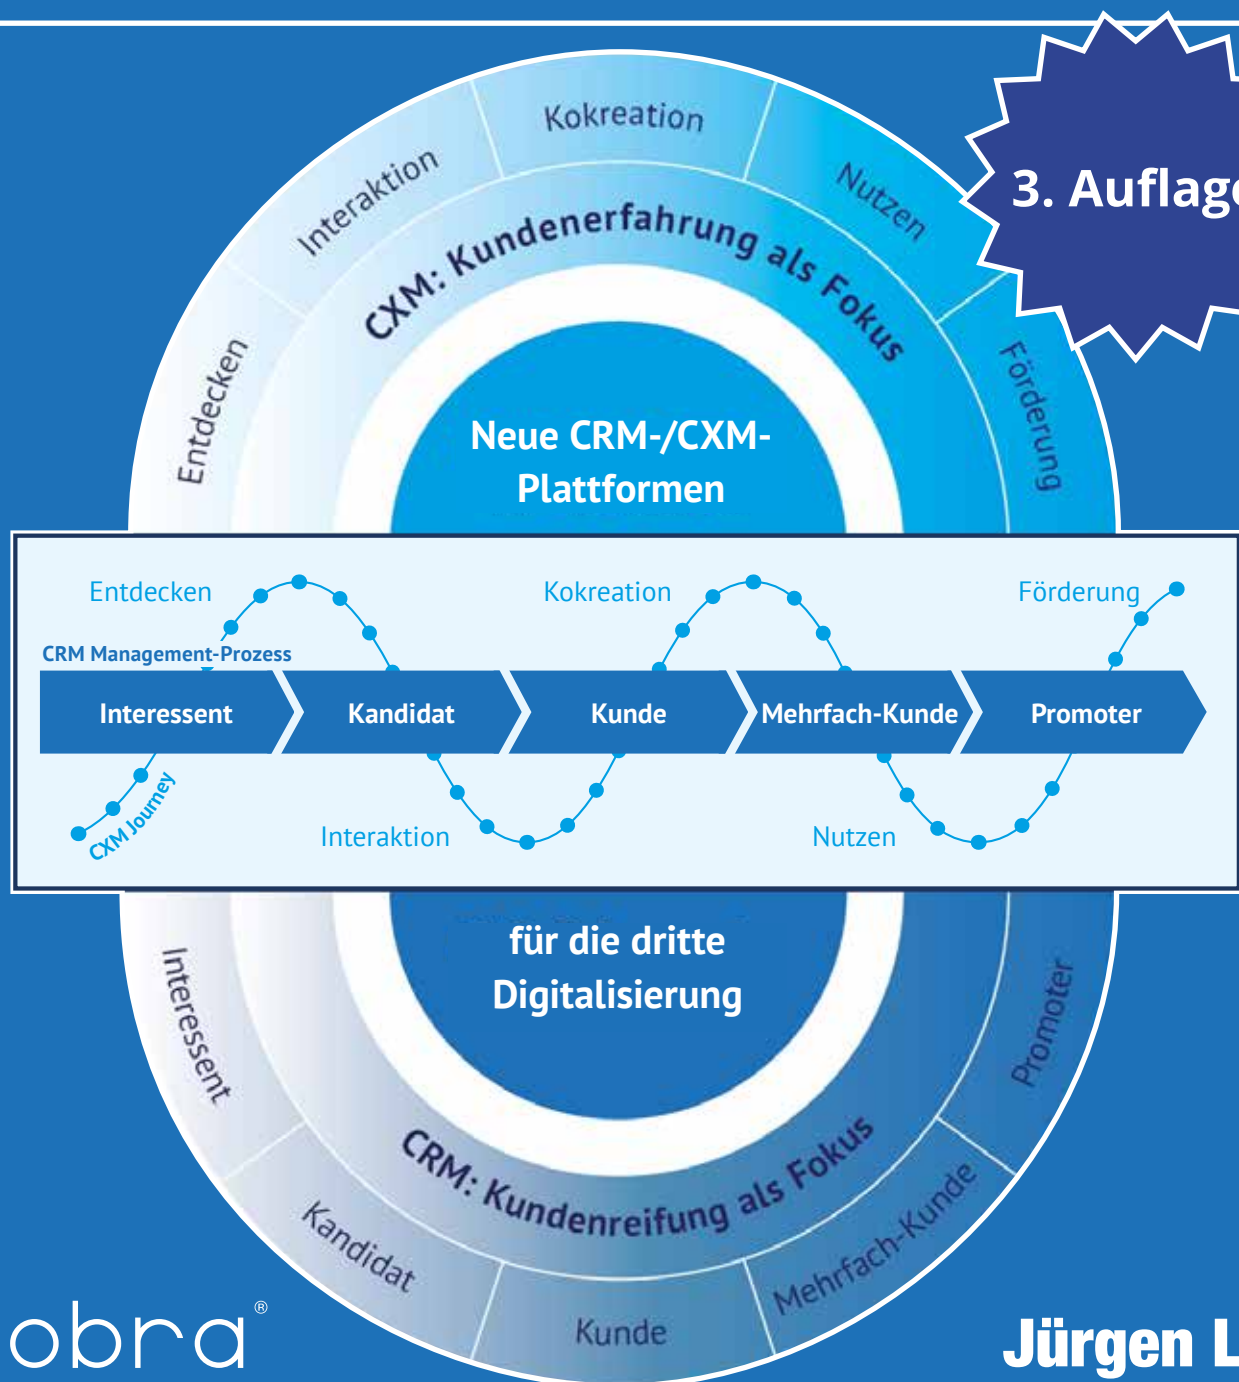 3. Auflage
Kokreation
Interaktion
Nutzen
Entdecken
Förderung
CXM: Kundenerfahrung als Fokus
Neue CRM-/CXM-
Plattformen
Entdecken
Kokreation
Förderung
CRM Management-Prozess
Interessent
Kandidat
Kunde
Mehrfach-Kunde
Promoter
CXM Journey
Interaktion
Nutzen
für die dritte
Digitalisierung
Interessent
Promoter
CRM: Kundenreifung als Fokus
Kandidat
Mehrfach-Kunde
Kunde
obra®
Jürgen L